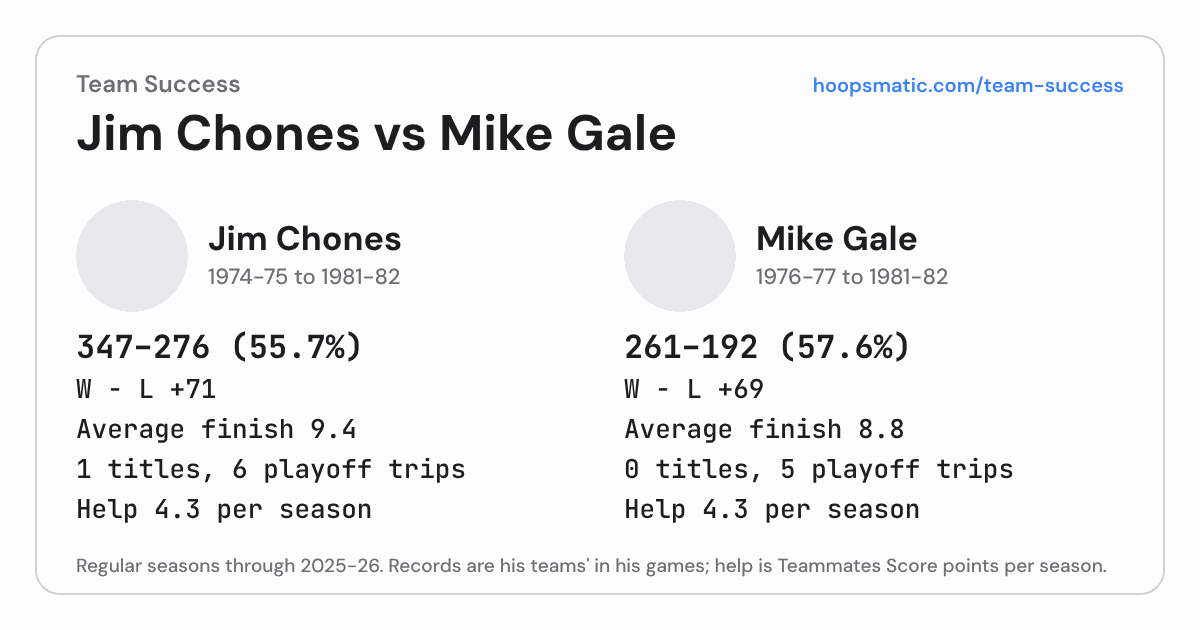 Team Success
hoopsmatic.com/team-success
Jim Chones vs Mike Gale
Jim Chones
1974-75 to 1981-82
347-276 (55.7%)
W - L +71
Average finish 9.4
1 titles, 6 playoff trips
Help 4.3 per season
Mike Gale
1976-77 to 1981-82
261-192 (57.6%)
W - L +69
Average finish 8.8
0 titles, 5 playoff trips
Help 4.3 per season
Regular seasons through 2025-26. Records are his teams' in his games; help is Teammates Score points per season.